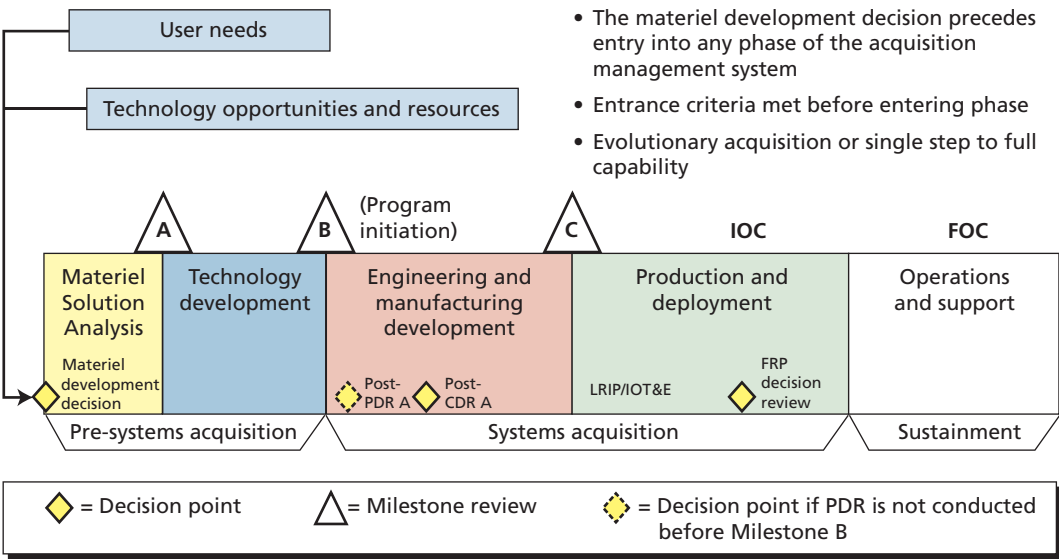 User needs
Technology opportunities and resources
• The materiel development decision precedes
entry into any phase of the acquisition
management system
• Entrance criteria met before entering phase
• Evolutionary acquisition or single step to full
capability
A
B
(Program
initiation)
C
IOC
FOC
Materiel
Solution
Analysis
Technology
development
Engineering and
manufacturing
development
Production and
deployment
Operations
and support
Materiel
development
decision
Post-
PDR A
Post-
CDR A
LRIP/IOT&E
FRP
decision
review
Pre-systems acquisition
Systems acquisition
Sustainment
= Decision point
= Milestone review
= Decision point if PDR is not conducted
before Milestone B